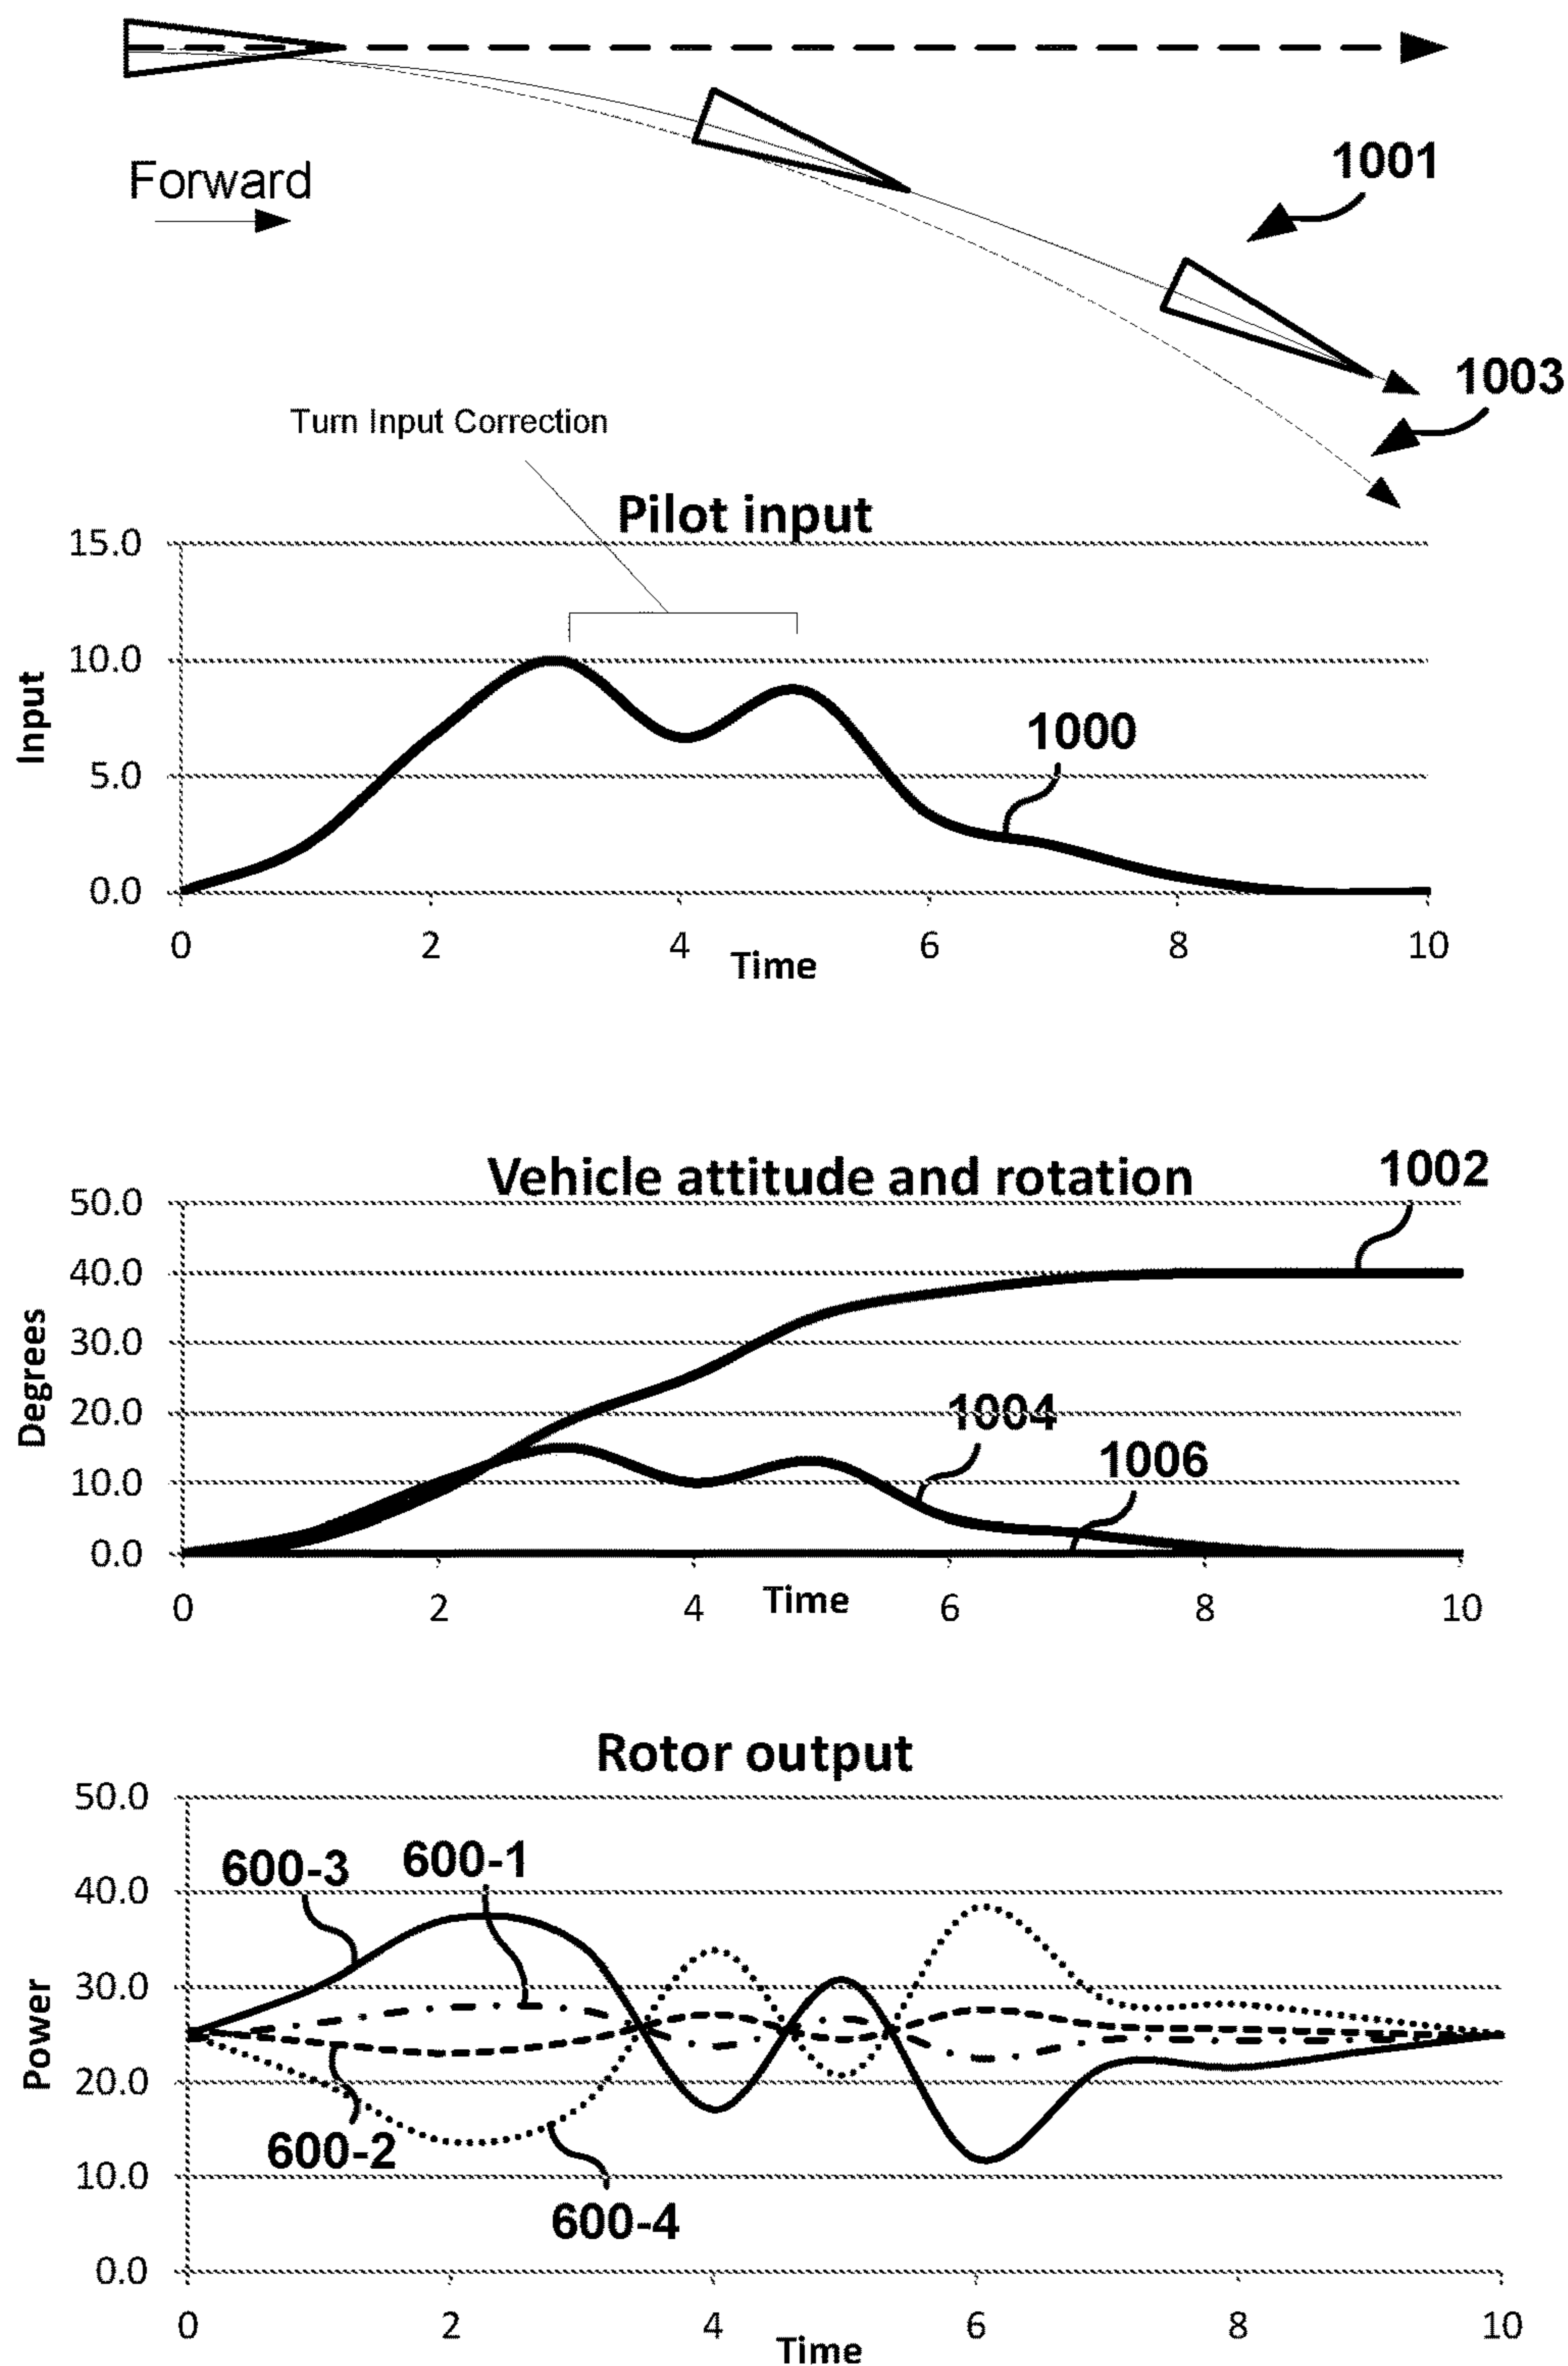 1001
Forward
1003
Turn Input Correction
Pilot input
15.0
10.0
Input
1000
5.0
0.0
0 2 4 6 8 10
Time
Vehicle attitude and rotation
1002
50.0
40.0
Degrees
30.0
20.0
1004
1006
10.0
0.0
0 2 4 6 8 10
Time
Rotor output
50.0
600-3 600-1
40.0
Power
30.0
20.0
600-2
10.0
600-4
0.0
0 2 4 6 8 10
Time